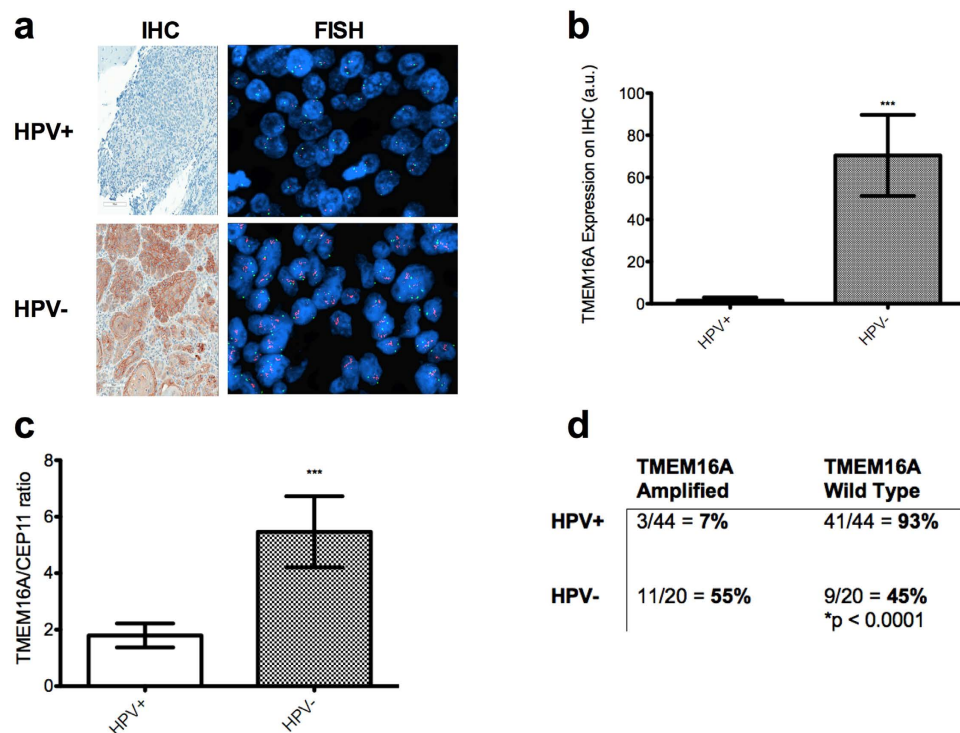 a
IHC
FISH
HPV+
HPV-
b
TMEM16A Expression on IHC (a.u.)
100
80
60
40
20
0
***
HPV+
HPV-
c
TMEM16A/CEP11 ratio
8
6
4
2
0
***
HPV+
HPV-
d
TMEM16A Amplified
TMEM16A Wild Type
HPV+
3/44 = 7%
41/44 = 93%
HPV-
11/20 = 55%
9/20 = 45%
*p < 0.0001